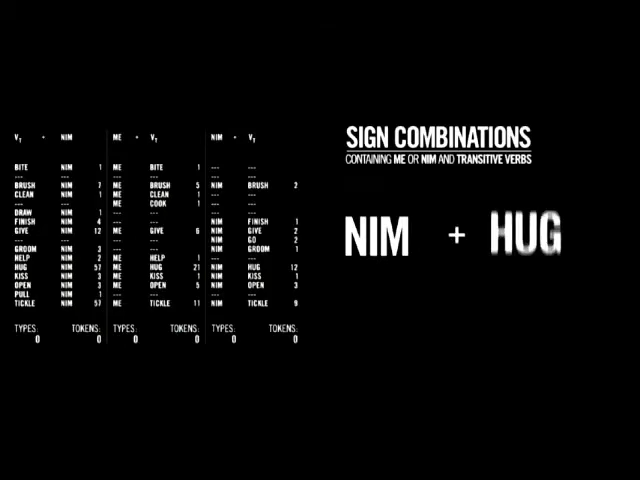 V_T + NIM ME + V_T NIM + V_T
BITE NIM 1 ME BITE 1 --- ---
--- --- ME --- --- ---
BRUSH NIM 7 ME BRUSH 5 NIM BRUSH 2
CLEAN NIM 1 ME CLEAN 1 --- ---
--- --- ME COOK 1 --- ---
DRAW NIM 1 --- --- --- ---
FINISH NIM 4 --- --- NIM FINISH 1
GIVE NIM 12 ME GIVE 6 NIM GIVE 2
--- --- --- --- NIM GO 2
GROOM NIM 3 ME --- NIM GROOM 1
HELP NIM 2 ME HELP 1 --- ---
HUG NIM 57 ME HUG 21 NIM HUG 12
KISS NIM 3 ME KISS 1 NIM KISS 1
OPEN NIM 3 ME OPEN 5 NIM OPEN 3
PULL NIM 1 --- --- --- ---
TICKLE NIM 57 ME TICKLE 11 NIM TICKLE 9
TYPES: TOKENS: TYPES: TOKENS: TYPES: TOKENS:
0 0 0 0 0 0
SIGN COMBINATIONS
CONTAINING ME OR NIM AND TRANSITIVE VERBS
NIM + HUG